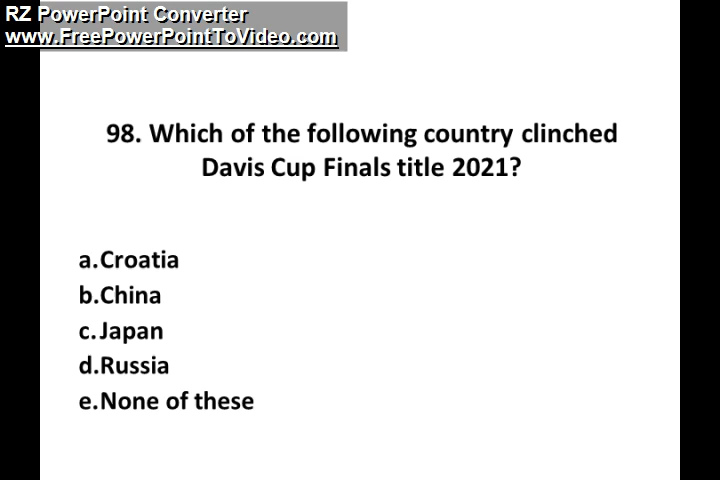 RZ PowerPoint Converter
www.FreePowerPointToVideo.com
98. Which of the following country clinched
Davis Cup Finals title 2021?
a.Croatia
b.China
c.Japan
d.Russia
e.None of these